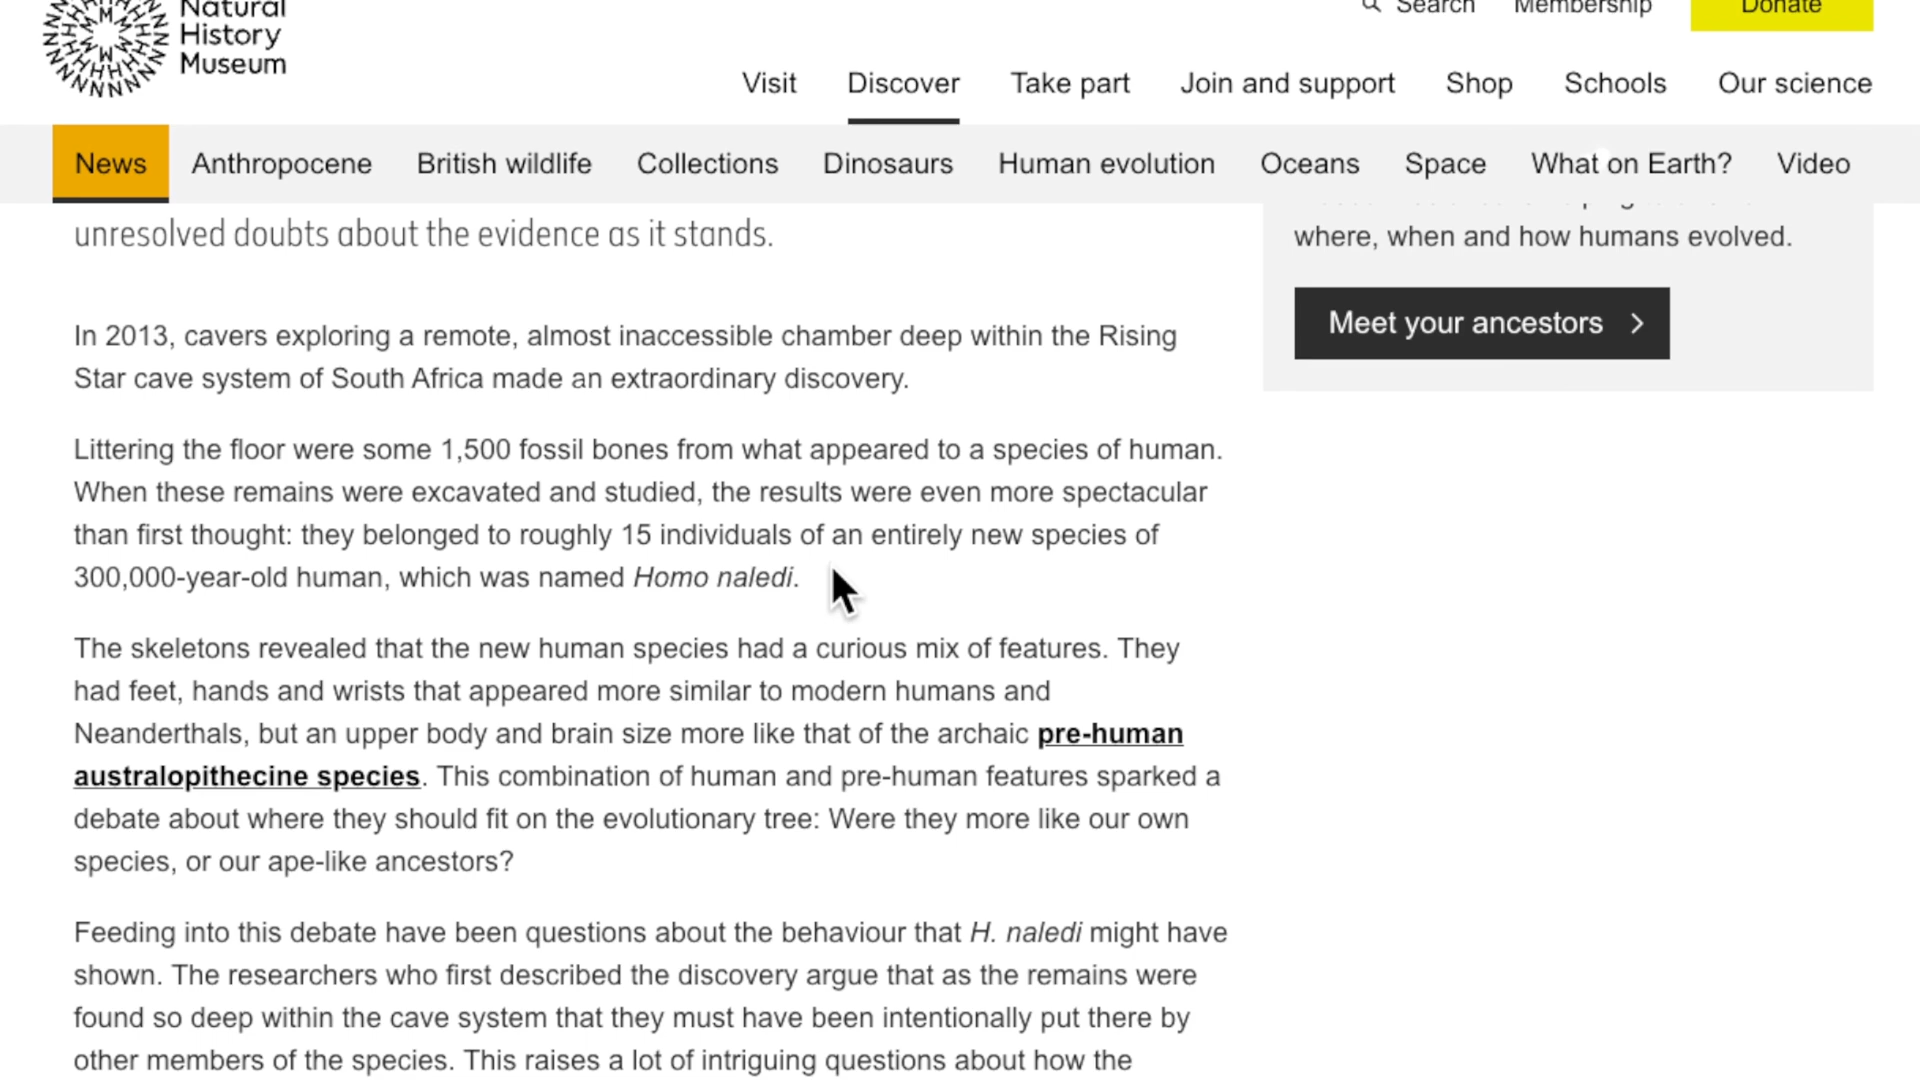 Natural
History
Museum
Search Membership Donate
Visit Discover Take part Join and support Shop Schools Our science
News Anthropocene British wildlife Collections Dinosaurs Human evolution Oceans Space What on Earth? Video
unresolved doubts about the evidence as it stands.
where, when and how humans evolved.
Meet your ancestors
In 2013, cavers exploring a remote, almost inaccessible chamber deep within the Rising
Star cave system of South Africa made an extraordinary discovery.
Littering the floor were some 1,500 fossil bones from what appeared to a species of human.
When these remains were excavated and studied, the results were even more spectacular
than first thought: they belonged to roughly 15 individuals of an entirely new species of
300,000-year-old human, which was named Homo naledi.
The skeletons revealed that the new human species had a curious mix of features. They
had feet, hands and wrists that appeared more similar to modern humans and
Neanderthals, but an upper body and brain size more like that of the archaic pre-human
australopithecine species. This combination of human and pre-human features sparked a
debate about where they should fit on the evolutionary tree: Were they more like our own
species, or our ape-like ancestors?
Feeding into this debate have been questions about the behaviour that H. naledi might have
shown. The researchers who first described the discovery argue that as the remains were
found so deep within the cave system that they must have been intentionally put there by
other members of the species. This raises a lot of intriguing questions about how the